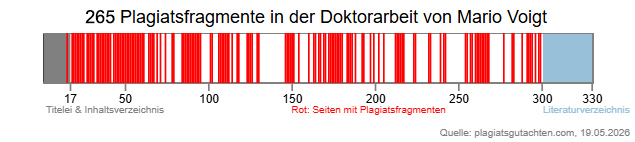 265 Plagiatsfragmente in der Doktorarbeit von Mario Voigt
17 50 100 150 200 250 300 330
Titelei & Inhaltsverzeichnis Rot: Seiten mit Plagiatsfragmenten Literaturverzeichnis
Quelle: plagiatsgutachten.com, 19.05.2026